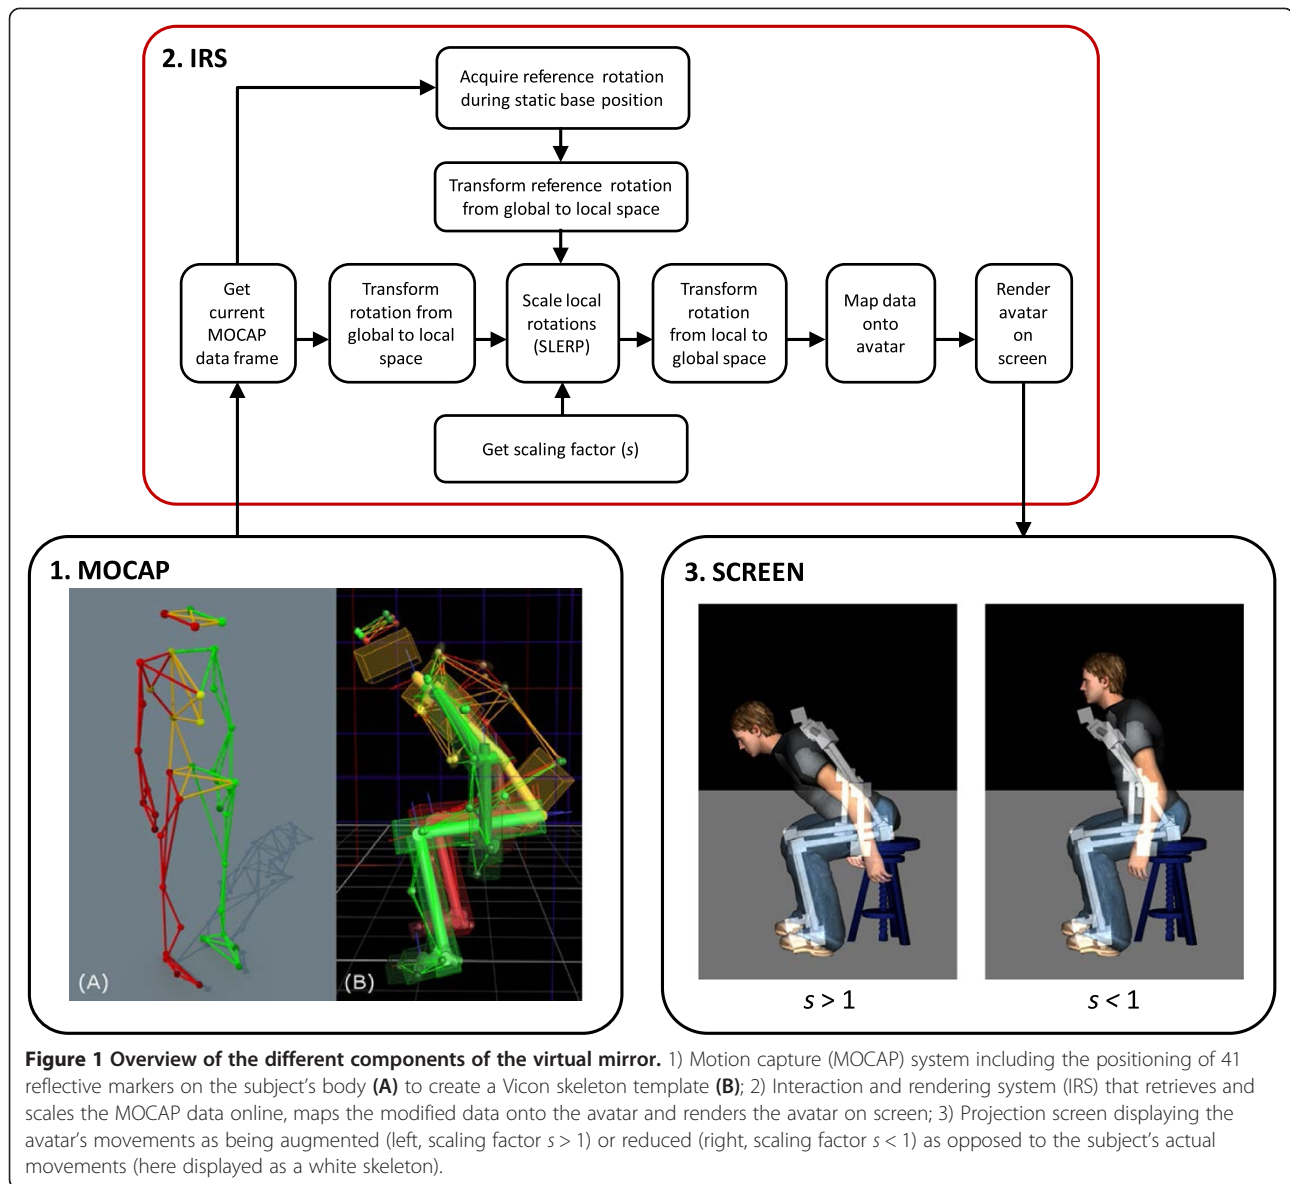 2. IRS
Acquire reference rotation
during static base position
Transform reference rotation
from global to local space
Get
current
MOCAP
data frame
Transform
rotation from
global to local
space
Scale local
rotations
(SLERP)
Transform
rotation
from local to
global space
Map data
onto
avatar
Render
avatar
on
screen
Get scaling factor (s)
1. MOCAP
(A)
(B)
3. SCREEN
s > 1
s < 1
Figure 1 Overview of the different components of the virtual mirror. 1) Motion capture (MOCAP) system including the positioning of 41
reflective markers on the subject's body (A) to create a Vicon skeleton template (B); 2) Interaction and rendering system (IRS) that retrieves and
scales the MOCAP data online, maps the modified data onto the avatar and renders the avatar on screen; 3) Projection screen displaying the
avatar's movements as being augmented (left, scaling factor s > 1) or reduced (right, scaling factor s < 1) as opposed to the subject's actual
movements (here displayed as a white skeleton).